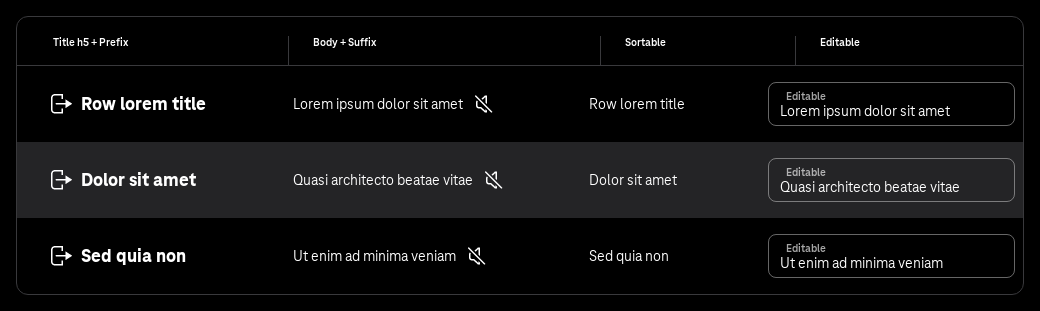 Title h5 + Prefix Body + Suffix Sortable Editable
Row lorem title Lorem ipsum dolor sit amet Row lorem title Editable
Lorem ipsum dolor sit amet
Dolor sit amet Quasi architecto beatae vitae Dolor sit amet Editable
Quasi architecto beatae vitae
Sed quia non Ut enim ad minima veniam Sed quia non Editable
Ut enim ad minima veniam